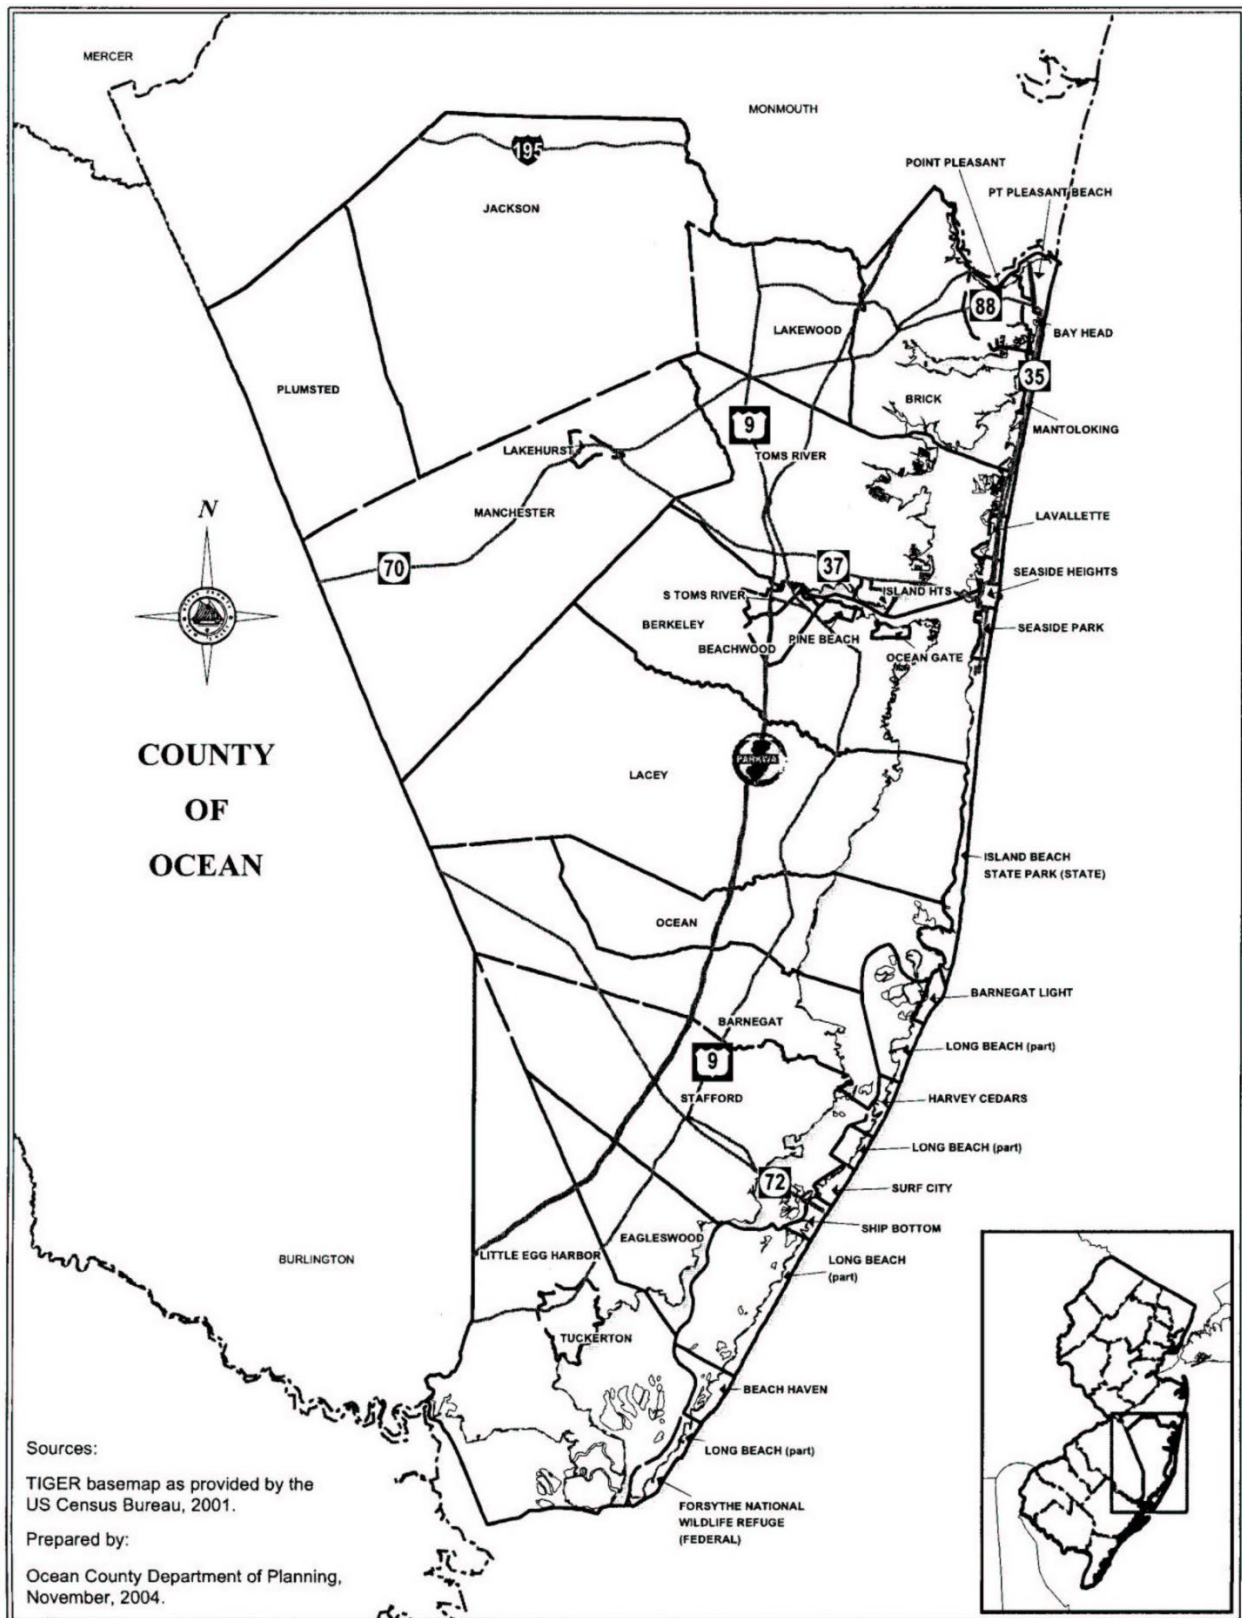 MERCER
MONMOUTH
195
POINT PLEASANT
PT PLEASANT BEACH
JACKSON
88
LAKEWOOD
BAY HEAD
35
PLUMSTED
BRICK
9
MANTOLOKING
LAKEHURST
TOMS RIVER
N
MANCHESTER
LAVALLETTE
70
37
SEASIDE HEIGHTS
ISLAND HTS
S TOMS RIVER
BERKELEY
SEASIDE PARK
PINE BEACH
BEACHWOOD
OCEAN GATE
COUNTY
OF
OCEAN
PARKWA
LACEY
ISLAND BEACH
STATE PARK (STATE)
OCEAN
BARNEGAT LIGHT
BARNEGAT
LONG BEACH (part)
9
STAFFORD
HARVEY CEDARS
LONG BEACH (part)
72
SURF CITY
SHIP BOTTOM
EAGLESWOOD
BURLINGTON
LITTLE EGG HARBOR
LONG BEACH
(part)
TUCKERTON
BEACH HAVEN
LONG BEACH (part)
FORSYTHE NATIONAL
WILDLIFE REFUGE
(FEDERAL)
Sources:
TIGER basemap as provided by the
US Census Bureau, 2001.
Prepared by:
Ocean County Department of Planning,
November, 2004.